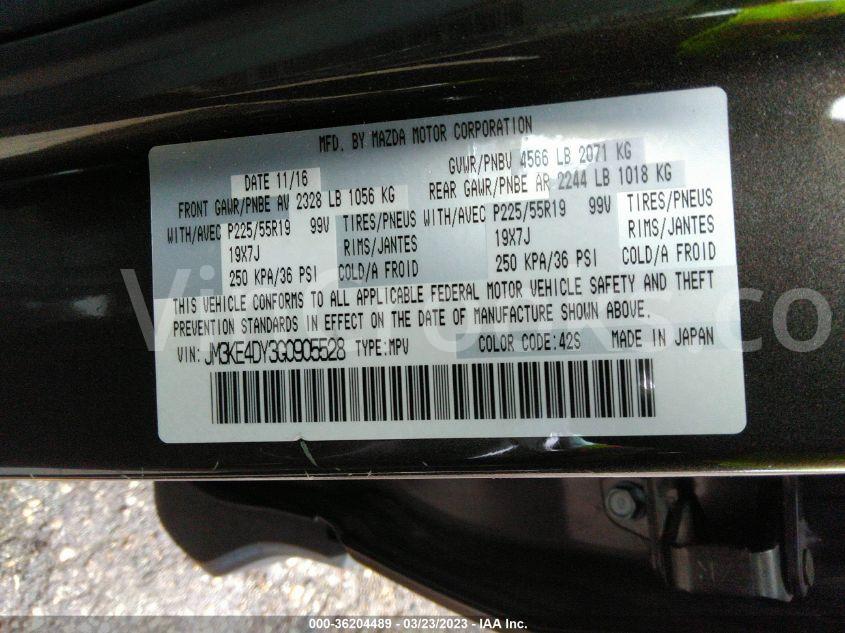 MFD. BY MAZDA MOTOR CORPORATION
DATE 11/16 GVWR/PNBV 4566 LB 2071 KG
FRONT GAWR/PNBE AV 2328 LB 1056 KG REAR GAWR/PNBE AR 2244 LB 1018 KG
WITH/AVEC P225/55R19 99V TIRES/PNEUS WITH/AVEC P225/55R19 99V TIRES/PNEUS
19X7J RIMS/JANTES 19X7J RIMS/JANTES
250 KPA/36 PSI COLD/A FROID 250 KPA/36 PSI COLD/A FROID
THIS VEHICLE CONFORMS TO ALL APPLICABLE FEDERAL MOTOR VEHICLE SAFETY AND THEFT
PREVENTION STANDARDS IN EFFECT ON THE DATE OF MANUFACTURE SHOWN ABOVE.
VIN: JM3KE4DY3G0905528 TYPE:MPV COLOR CODE:42S MADE IN JAPAN
100000-36204489 - 03/23/2023 - IAA Inc.